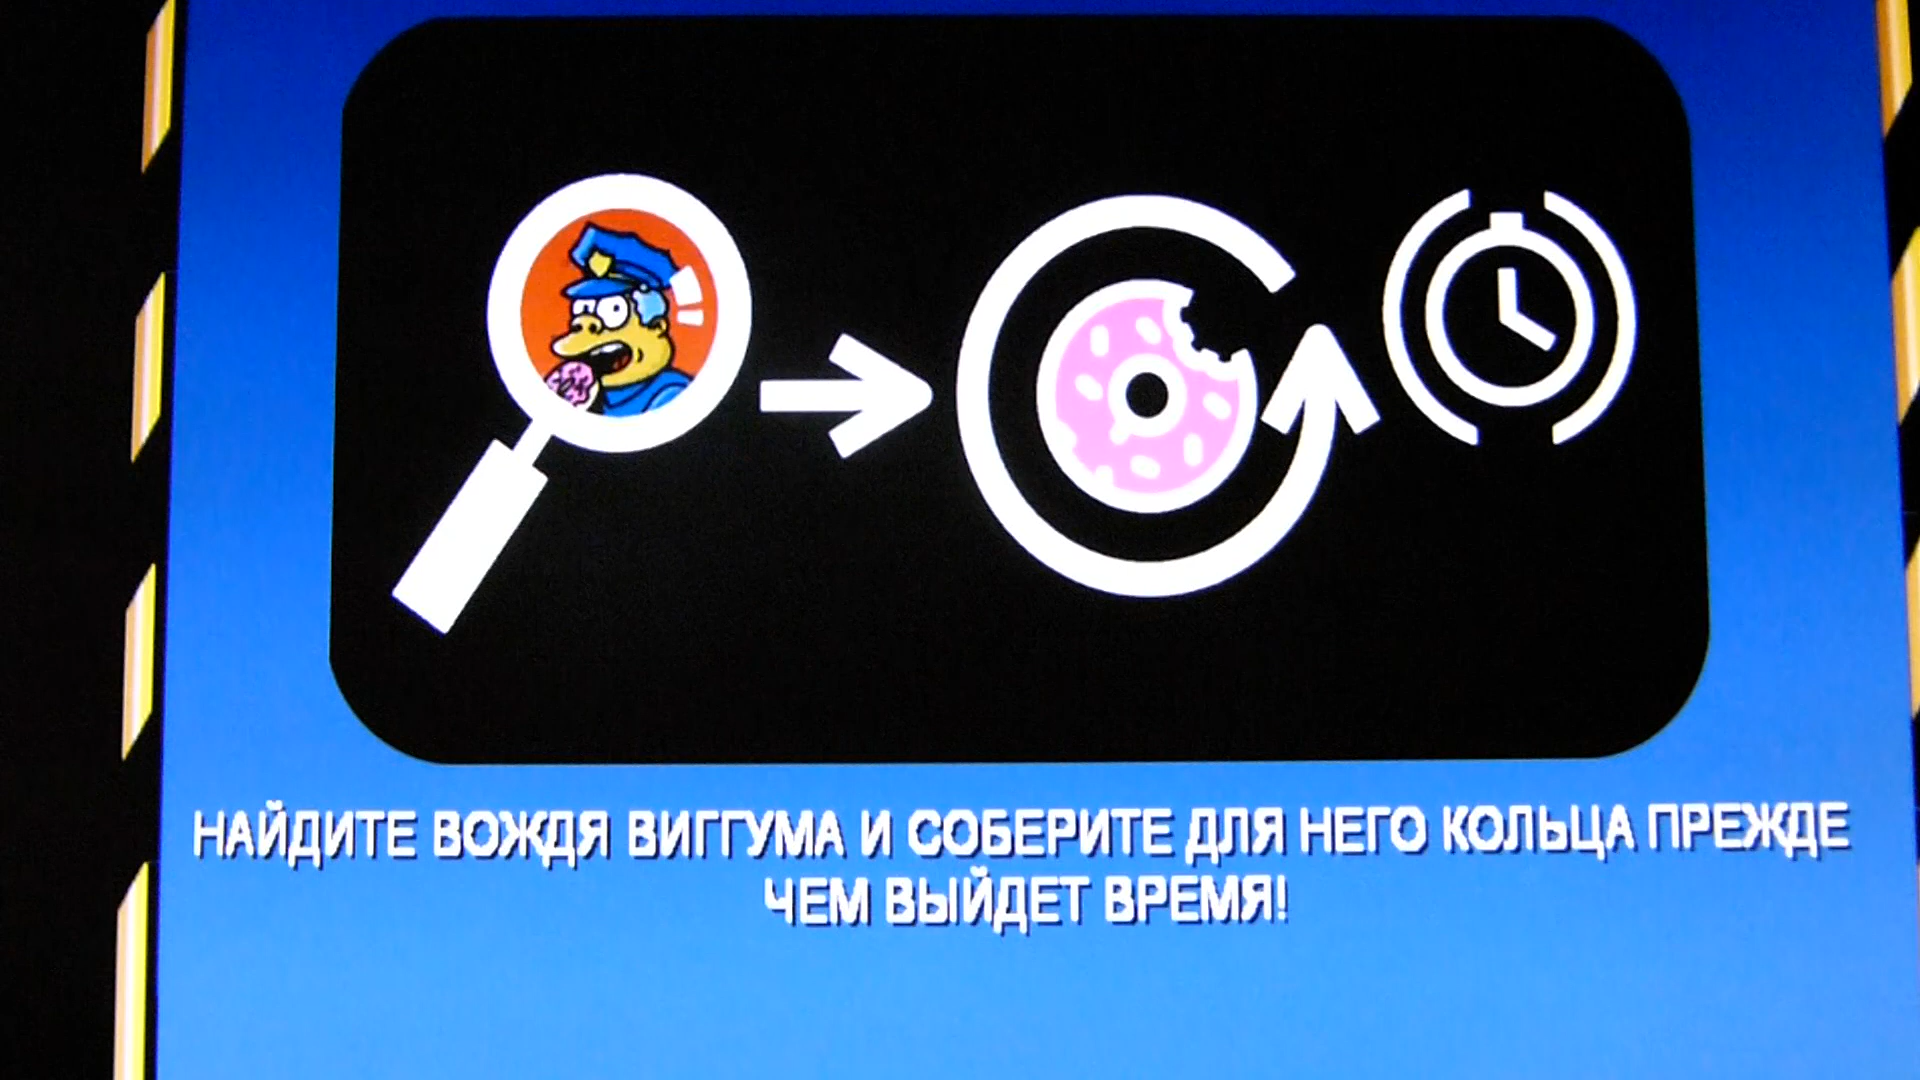 НАЙДИТЕ ВОЖДЯ ВИГГУМА И СОБЕРИТЕ ДЛЯ НЕГО КОЛЬЦА ПРЕЖДЕ
ЧЕМ ВЫЙДЕТ ВРЕМЯ!